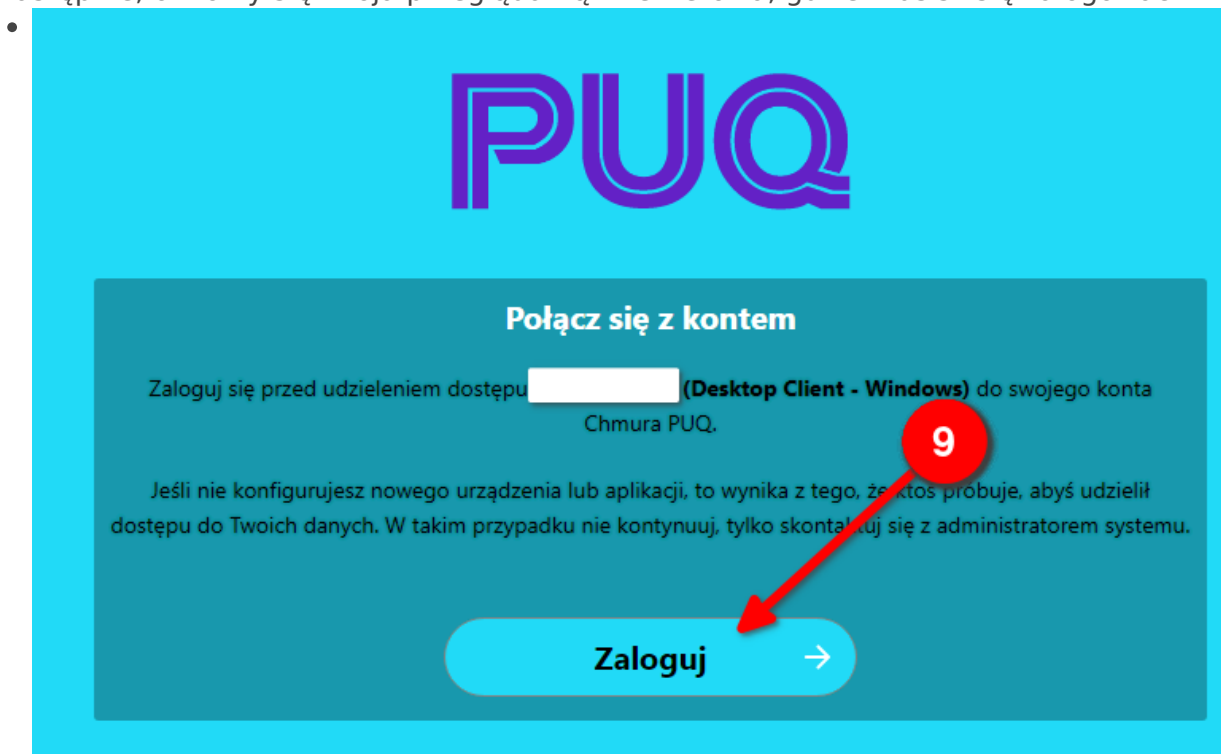 PUQ
Połącz się z kontem
Zaloguj się przed udzieleniem dostępu (Desktop Client - Windows) do swojego konta
Chmura PUQ.
9
Jeśli nie konfigurujesz nowego urządzenia lub aplikacji, to wynika z tego, że ktoś próbuje, abyś udzielił
dostępu do Twoich danych. W takim przypadku nie kontynuuj, tylko skontaktuj się z administratorem systemu.
Zaloguj →